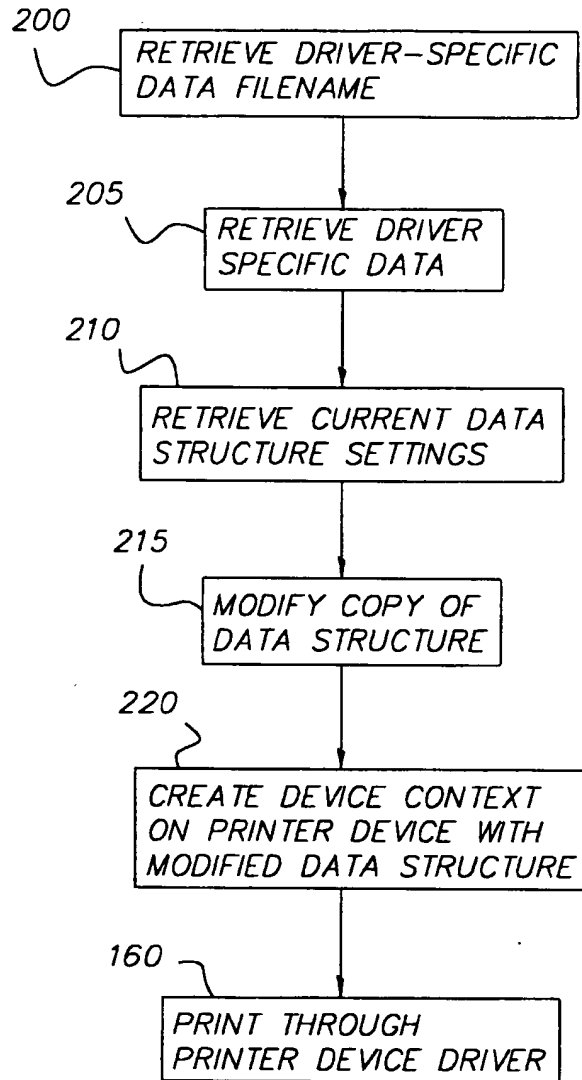 200
RETRIEVE DRIVER-SPECIFIC
DATA FILENAME
205
RETRIEVE DRIVER
SPECIFIC DATA
210
RETRIEVE CURRENT DATA
STRUCTURE SETTINGS
215
MODIFY COPY OF
DATA STRUCTURE
220
CREATE DEVICE CONTEXT
ON PRINTER DEVICE WITH
MODIFIED DATA STRUCTURE
160
PRINT THROUGH
PRINTER DEVICE DRIVER